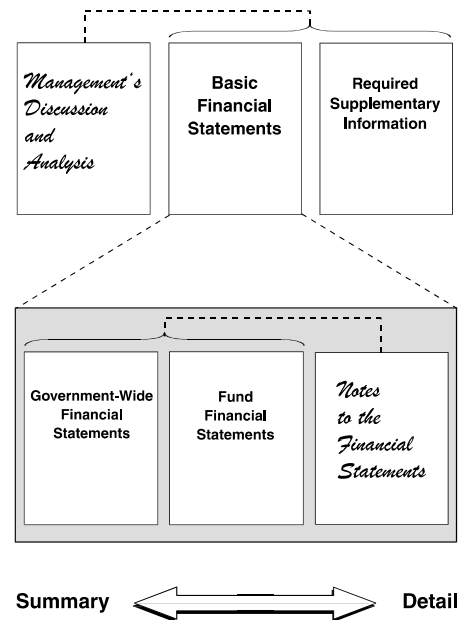 Management's
Discussion
and
Analysis
Basic
Financial
Statements
Required
Supplementary
Information
Government-Wide
Financial
Statements
Fund
Financial
Statements
Notes
to the
Financial
Statements
Summary
Detail